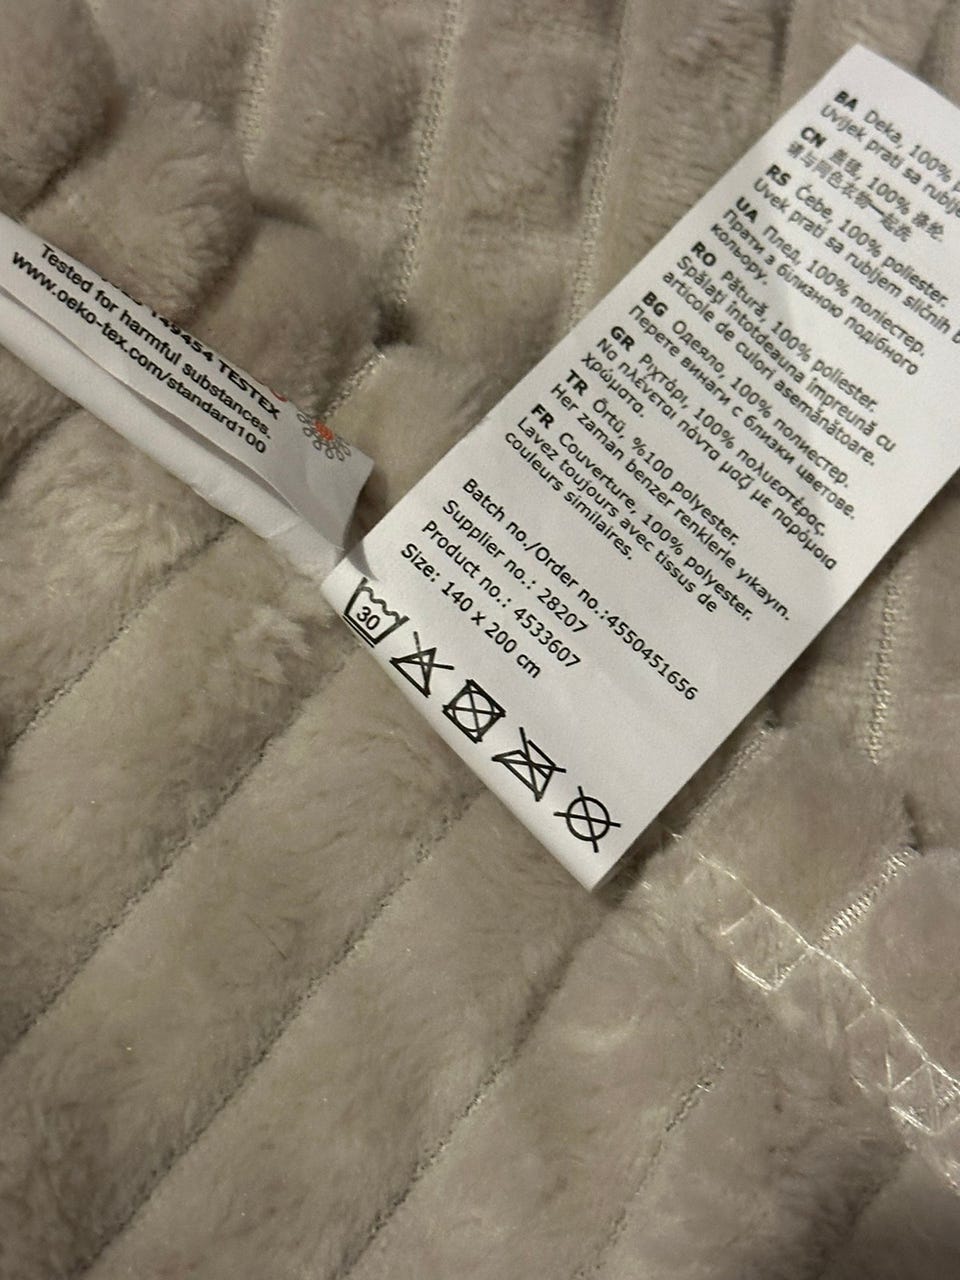 BA Deka, 100%
Uvijek prati sa rublje
CN 盖毯, 100% 涤纶.
请与同色衣物一起洗
RS Ćebe, 100% poliester.
Uvek prati sa rubljem sličnih
UA Плед, 100% поліестер.
Прати з білизною подібного
кольору.
RO Pătură, 100% poliester.
Spălați întotdeauna împreună cu
articole de culori asemănătoare.
BG Одеяло, 100% полиестер.
Перете винаги с близки цветове.
GR Ριχτάρι, 100% πολυεστέρας.
Να πλένεται πάντα μαζί με παρόμοια
χρώματα.
TR Örtü, %100 polyester.
Her zaman benzer renklerle yıkayın.
FR Couverture, 100% polyester.
Lavez toujours avec tissus de
couleurs similaires.
Batch no./Order no.:4550451656
Supplier no.: 28207
Product no.: 4533607
Size: 140 x 200 cm
30
149454 TESTEX
Tested for harmful substances.
www.oeko-tex.com/standard100